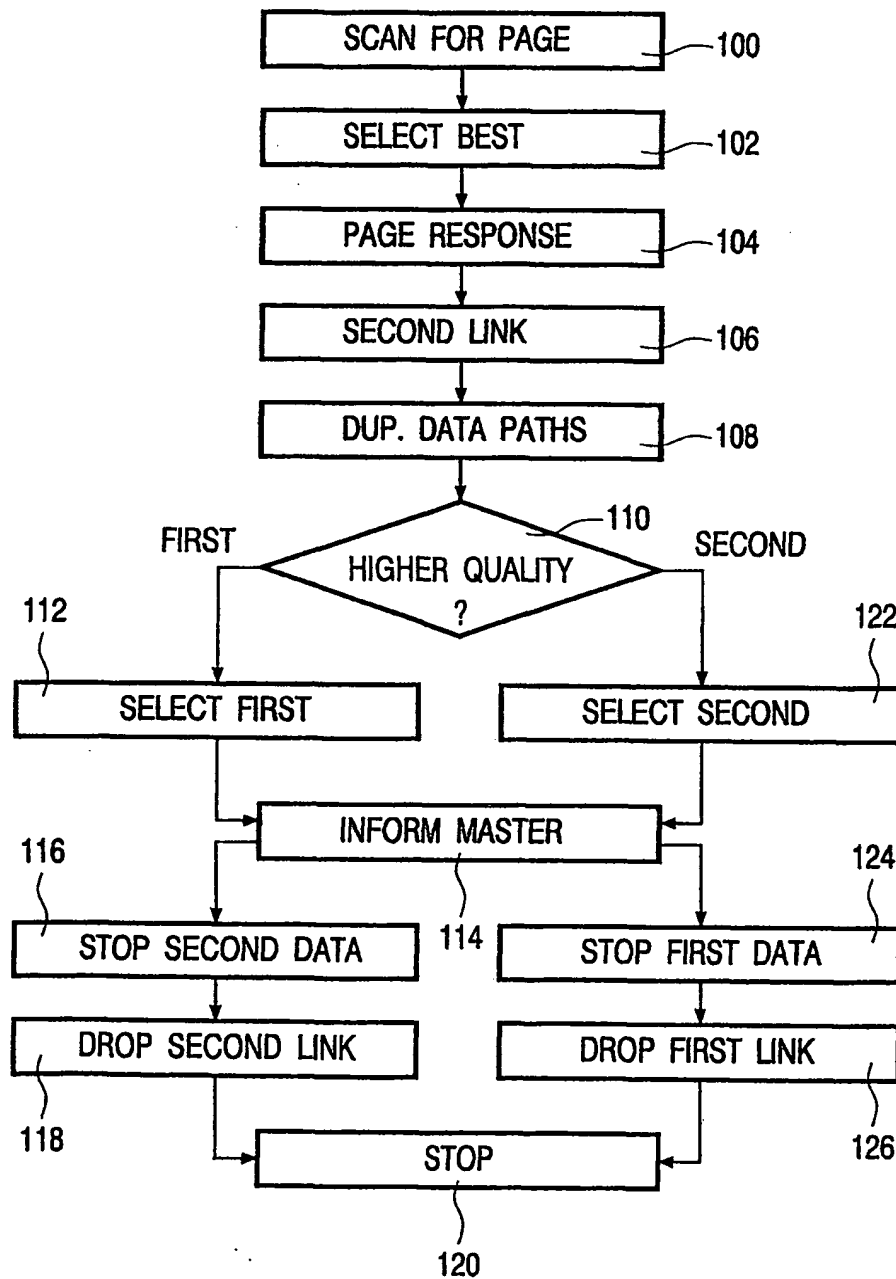 SCAN FOR PAGE
100
SELECT BEST
102
PAGE RESPONSE
104
SECOND LINK
106
DUP. DATA PATHS
108
110
FIRST
SECOND
HIGHER QUALITY
?
112
122
SELECT FIRST
SELECT SECOND
INFORM MASTER
116
124
114
STOP SECOND DATA
STOP FIRST DATA
DROP SECOND LINK
DROP FIRST LINK
118
126
STOP
120